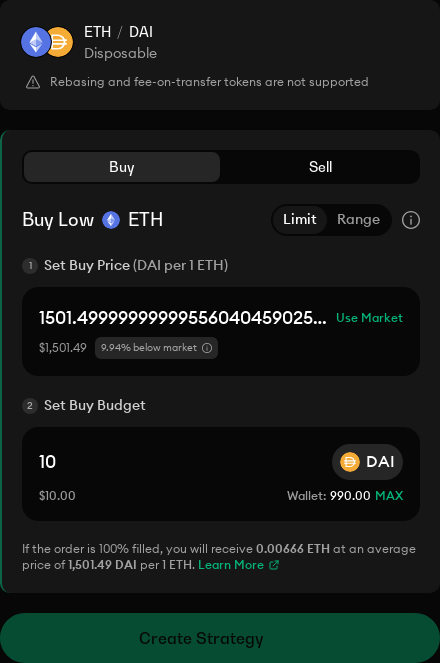 ETH / DAI
Disposable
Rebasing and fee-on-transfer tokens are not supported
Buy Sell
Buy Low ETH Limit Range
1 Set Buy Price (DAI per 1 ETH)
1501.49999999999556040459025... Use Market
$1,501.49 9.94% below market
2 Set Buy Budget
10 DAI
$10.00 Wallet: 990.00 MAX
If the order is 100% filled, you will receive 0.00666 ETH at an average
price of 1,501.49 DAI per 1 ETH. Learn More
Create Strategy